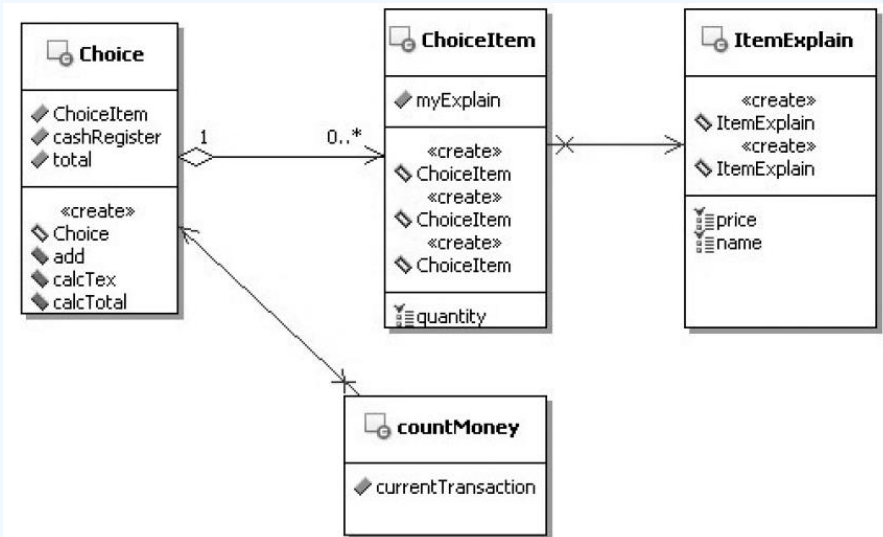 Choice
ChoiceItem
cashRegister
total
«create»
Choice
add
calcTex
calcTotal
1
0..*
ChoiceItem
myExplain
«create»
ChoiceItem
«create»
ChoiceItem
«create»
ChoiceItem
quantity
ItemExplain
«create»
ItemExplain
«create»
ItemExplain
price
name
countMoney
currentTransaction